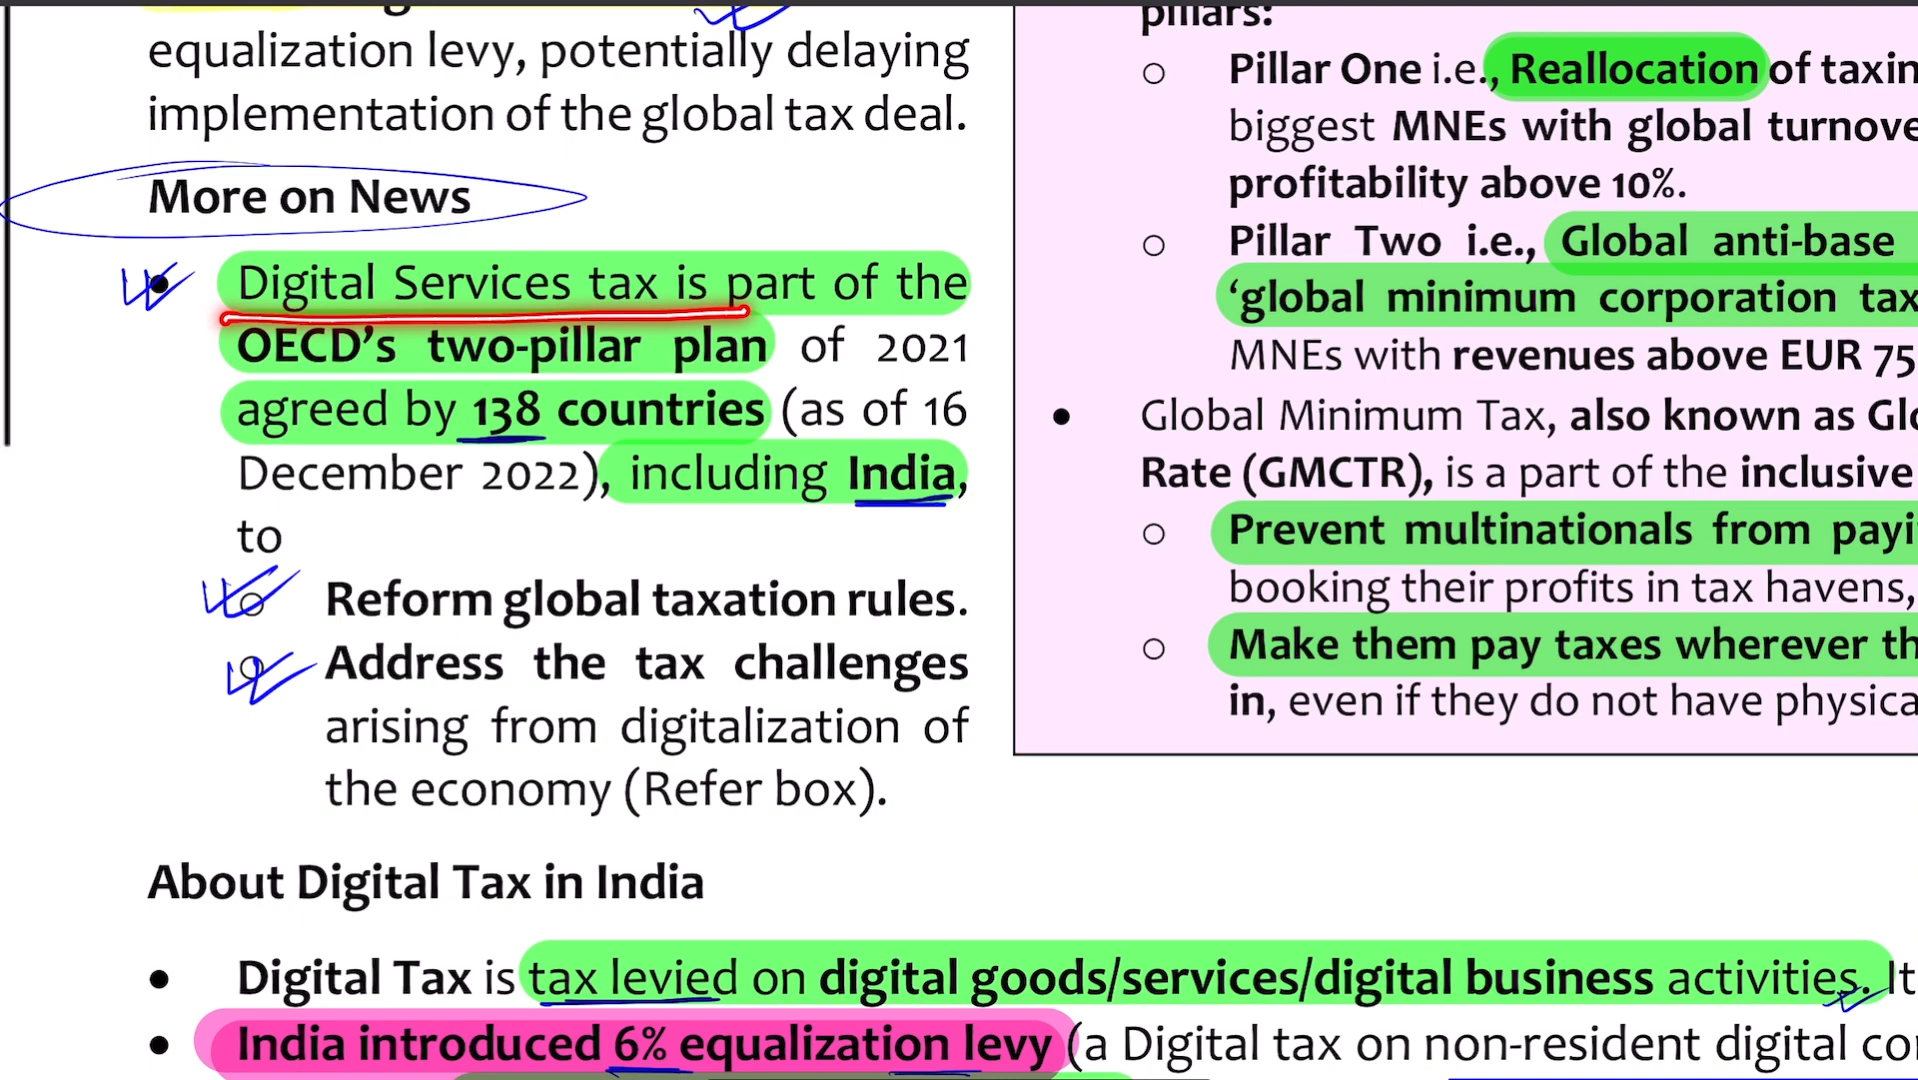 equalization levy, potentially delaying
implementation of the global tax deal.
More on News
Digital Services tax is part of the
OECD's two-pillar plan of 2021
agreed by 138 countries (as of 16
December 2022), including India,
to
Reform global taxation rules.
Address the tax challenges
arising from digitalization of
the economy (Refer box).
pillars:
Pillar One i.e., Reallocation of taxin
biggest MNEs with global turnove
profitability above 10%.
Pillar Two i.e., Global anti-base
‘global minimum corporation tax
MNEs with revenues above EUR 75
Global Minimum Tax, also known as Glo
Rate (GMCTR), is a part of the inclusive
Prevent multinationals from payi
booking their profits in tax havens,
Make them pay taxes wherever th
in, even if they do not have physica
About Digital Tax in India
Digital Tax is tax levied on digital goods/services/digital business activities. It
India introduced 6% equalization levy (a Digital tax on non-resident digital co